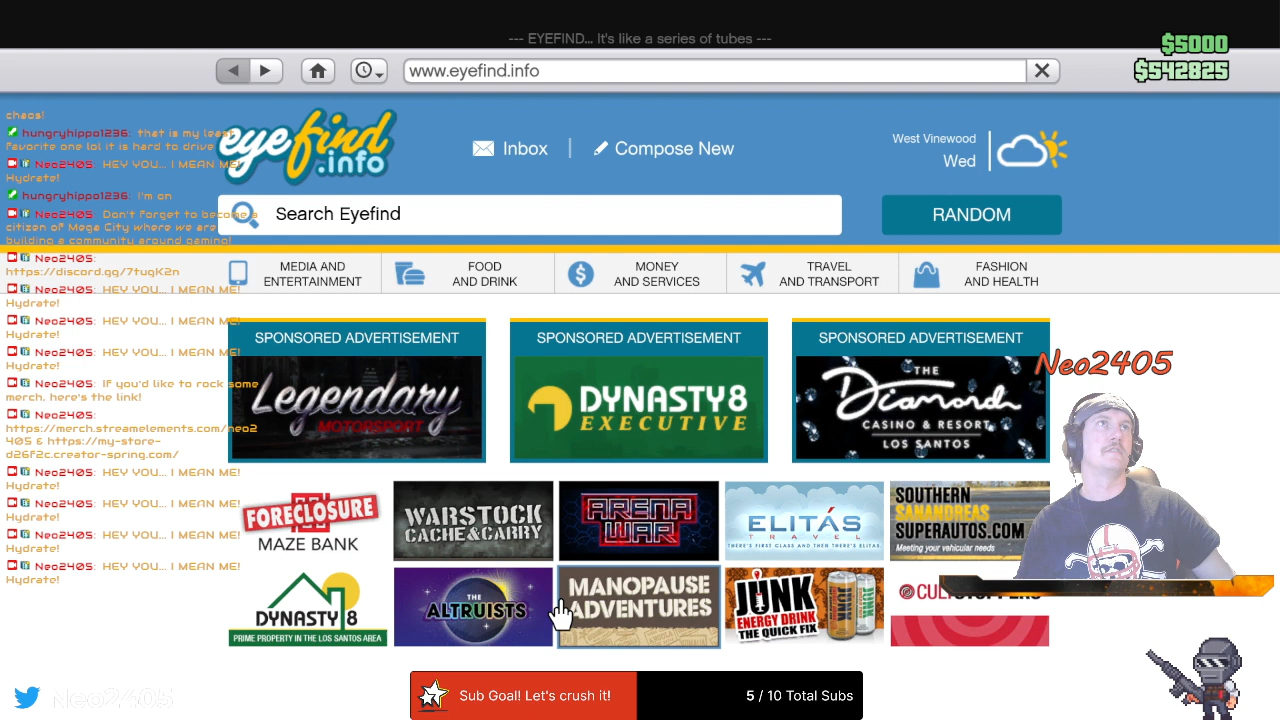 --- EYEFIND... It's like a series of tubes ---
$5000
$542825
www.eyefind.info
chaos!
hungryhippo1236: that is my least
favorite one lol it is hard to drive
Neo2405: HEY YOU... I MEAN ME!
Hydrate!
hungryhippo1236: I'm on
Neo2405: Don't forget to become a
citizen of Mega City where we are
building a community around gaming!
Neo2405:
https://discord.gg/7tuqK2n
Neo2405: HEY YOU... I MEAN ME!
Hydrate!
Neo2405: HEY YOU... I MEAN ME!
Hydrate!
Neo2405: HEY YOU... I MEAN ME!
Hydrate!
Neo2405: If you'd like to rock some
merch, here's the link!
Neo2405:
https://merch.streamelements.com/neo2
405 & https://my-store-
d26f2c.creator-spring.com/
Neo2405: HEY YOU... I MEAN ME!
Hydrate!
Neo2405: HEY YOU... I MEAN ME!
Hydrate!
Neo2405: HEY YOU... I MEAN ME!
Hydrate!
Neo2405: HEY YOU... I MEAN ME!
Hydrate!
eyefind
.info
Inbox
Compose New
West Vinewood
Wed
Search Eyefind
RANDOM
MEDIA AND
ENTERTAINMENT
FOOD
AND DRINK
MONEY
AND SERVICES
TRAVEL
AND TRANSPORT
FASHION
AND HEALTH
SPONSORED ADVERTISEMENT
Legendary
MOTORSPORT
SPONSORED ADVERTISEMENT
DYNASTY8
EXECUTIVE
SPONSORED ADVERTISEMENT
THE
Diamond
CASINO & RESORT
LOS SANTOS
Neo2405
FORECLOSURE
MAZE BANK
WARSTOCK
CACHE&CARRY
ARENA
WAR
ELITÁS
TRAVEL
THERE'S FIRST CLASS AND THEN THERE'S ELITAS
SOUTHERN
SANANDREAS
SUPERAUTOS.COM
Meeting your vehicular needs
DYNASTY 8
PRIME PROPERTY IN THE LOS SANTOS AREA
THE
ALTRUISTS
MANOPAUSE
ADVENTURES
JUNK
ENERGY DRINK
THE QUICK FIX
Neo2405
Sub Goal! Let's crush it!
5 / 10 Total Subs